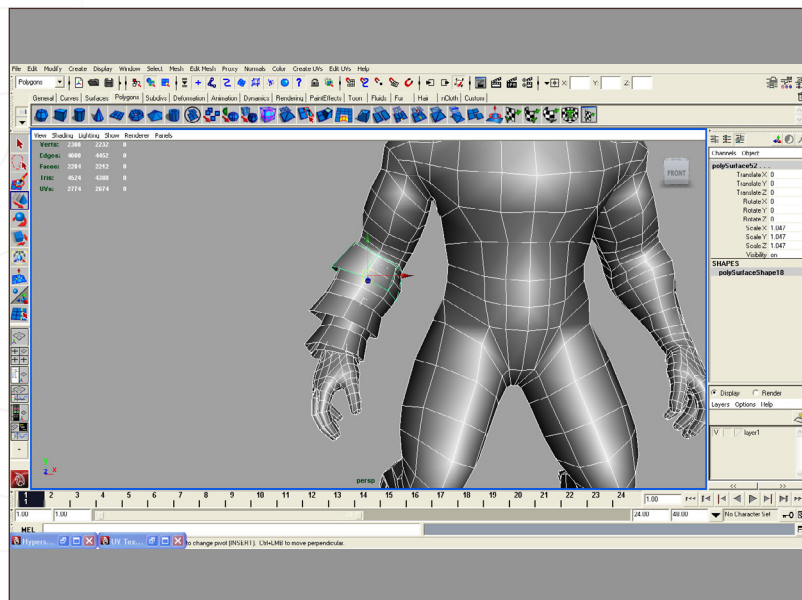 File Edit Modify Create Display Window Select Mesh Edit Mesh Proxy Normals Color Create UVs Edit UVs Help
Polygons X: Y: Z:
General Curves Surfaces Polygons Subdivs Deformation Animation Dynamics Rendering PaintEffects Toon Fluids Fur Hair nCloth Custom
View Shading Lighting Show Renderer Panels
Verts: 2300 2232 0
Edges: 4600 4452 0
Faces: 2204 2212 0
Tris: 4524 4388 0
UVs: 2774 2674 0
FRONT
Channels Object
polySurface52 . . .
Translate X 0
Translate Y 0
Translate Z 0
Rotate X 0
Rotate Y 0
Rotate Z 0
Scale X 1.047
Scale Y 1.047
Scale Z 1.047
Visibility on
SHAPES
polySurfaceShape18
Display Render
Layers Options Help
V layer1
y
z x
persp
1 2 3 4 5 6 7 8 9 10 11 12 13 14 15 16 17 18 19 20 21 22 23 24 1.00
1
1.00 1.00 24.00 48.00 No Character Set
MEL
Hypers... UV Tex... to change pivot (INSERT). Ctrl+LMB to move perpendicular.